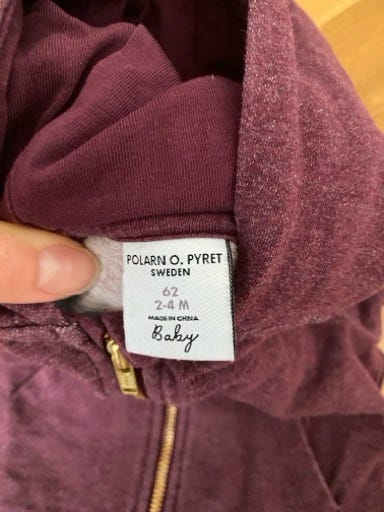 POLARN O. PYRET
SWEDEN
62
2-4 M
MADE IN CHINA
Baby